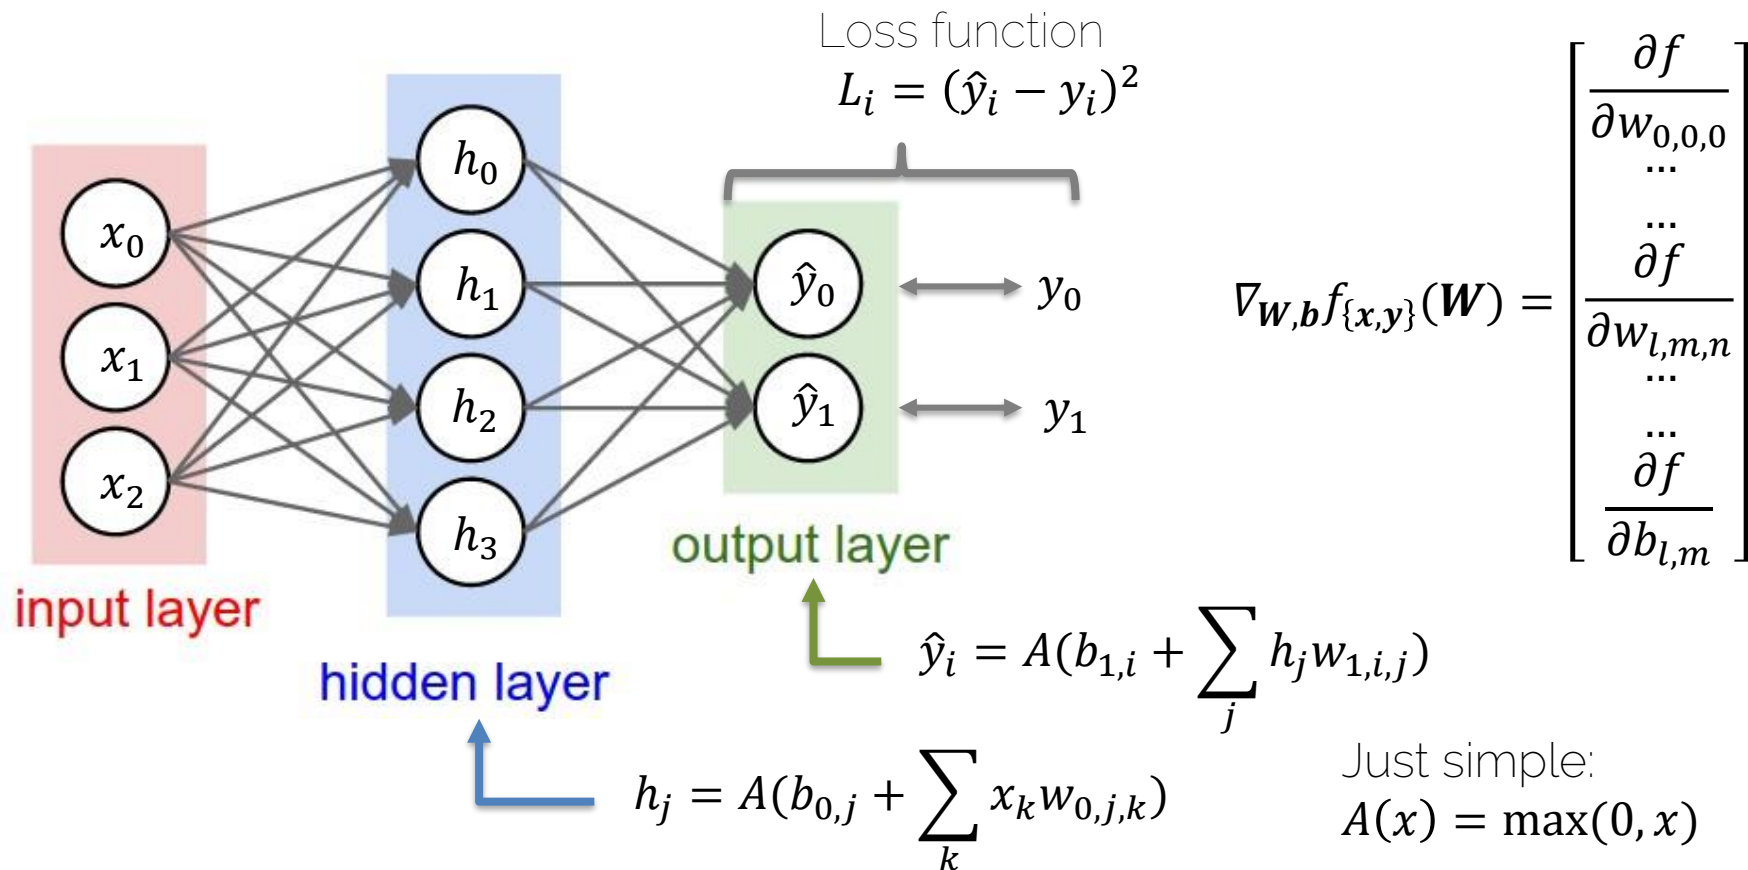 Loss function
L_i = (ŷ_i − y_i)^2
x_0
x_1
x_2
input layer
h_0
h_1
h_2
h_3
hidden layer
ŷ_0
ŷ_1
y_0
y_1
output layer
∇_{W,b} f_{{x,y}}(W) = [
∂f/∂w_{0,0,0}
...
...
∂f/∂w_{l,m,n}
...
...
∂f/∂b_{l,m}
]
ŷ_i = A(b_{1,i} + ∑_j h_j w_{1,i,j})
h_j = A(b_{0,j} + ∑_k x_k w_{0,j,k})
Just simple:
A(x) = max(0, x)